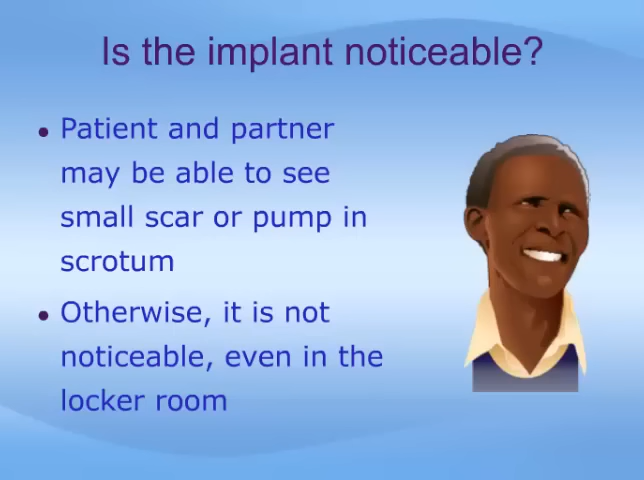 Is the implant noticeable?
• Patient and partner
may be able to see
small scar or pump in
scrotum
• Otherwise, it is not
noticeable, even in the
locker room